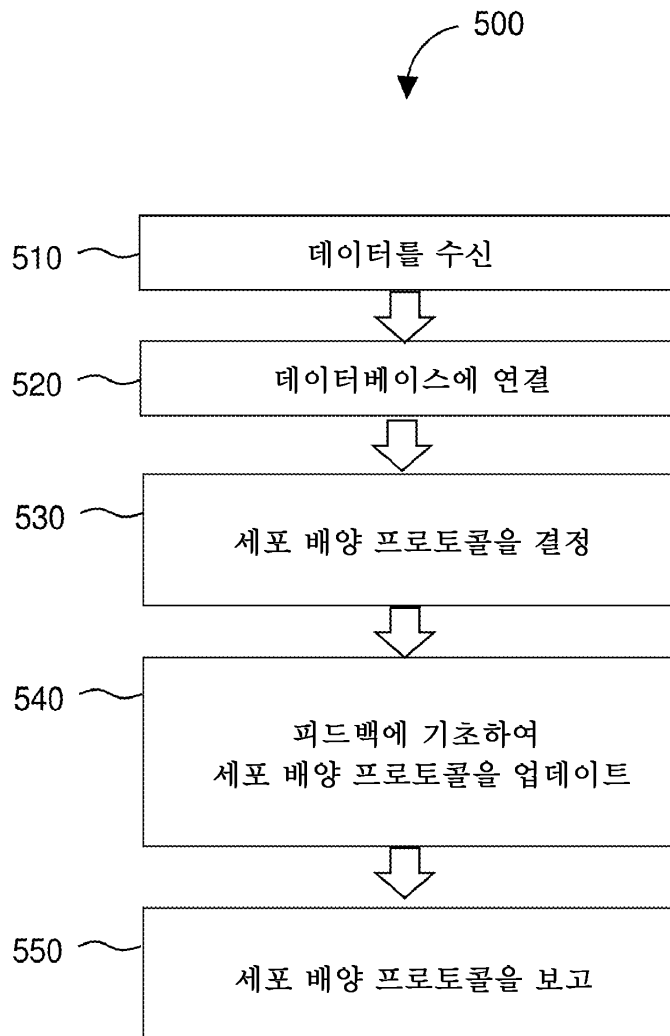 500
510
데이터를 수신
520
데이터베이스에 연결
530
세포 배양 프로토콜을 결정
540
피드백에 기초하여
세포 배양 프로토콜을 업데이트
550
세포 배양 프로토콜을 보고